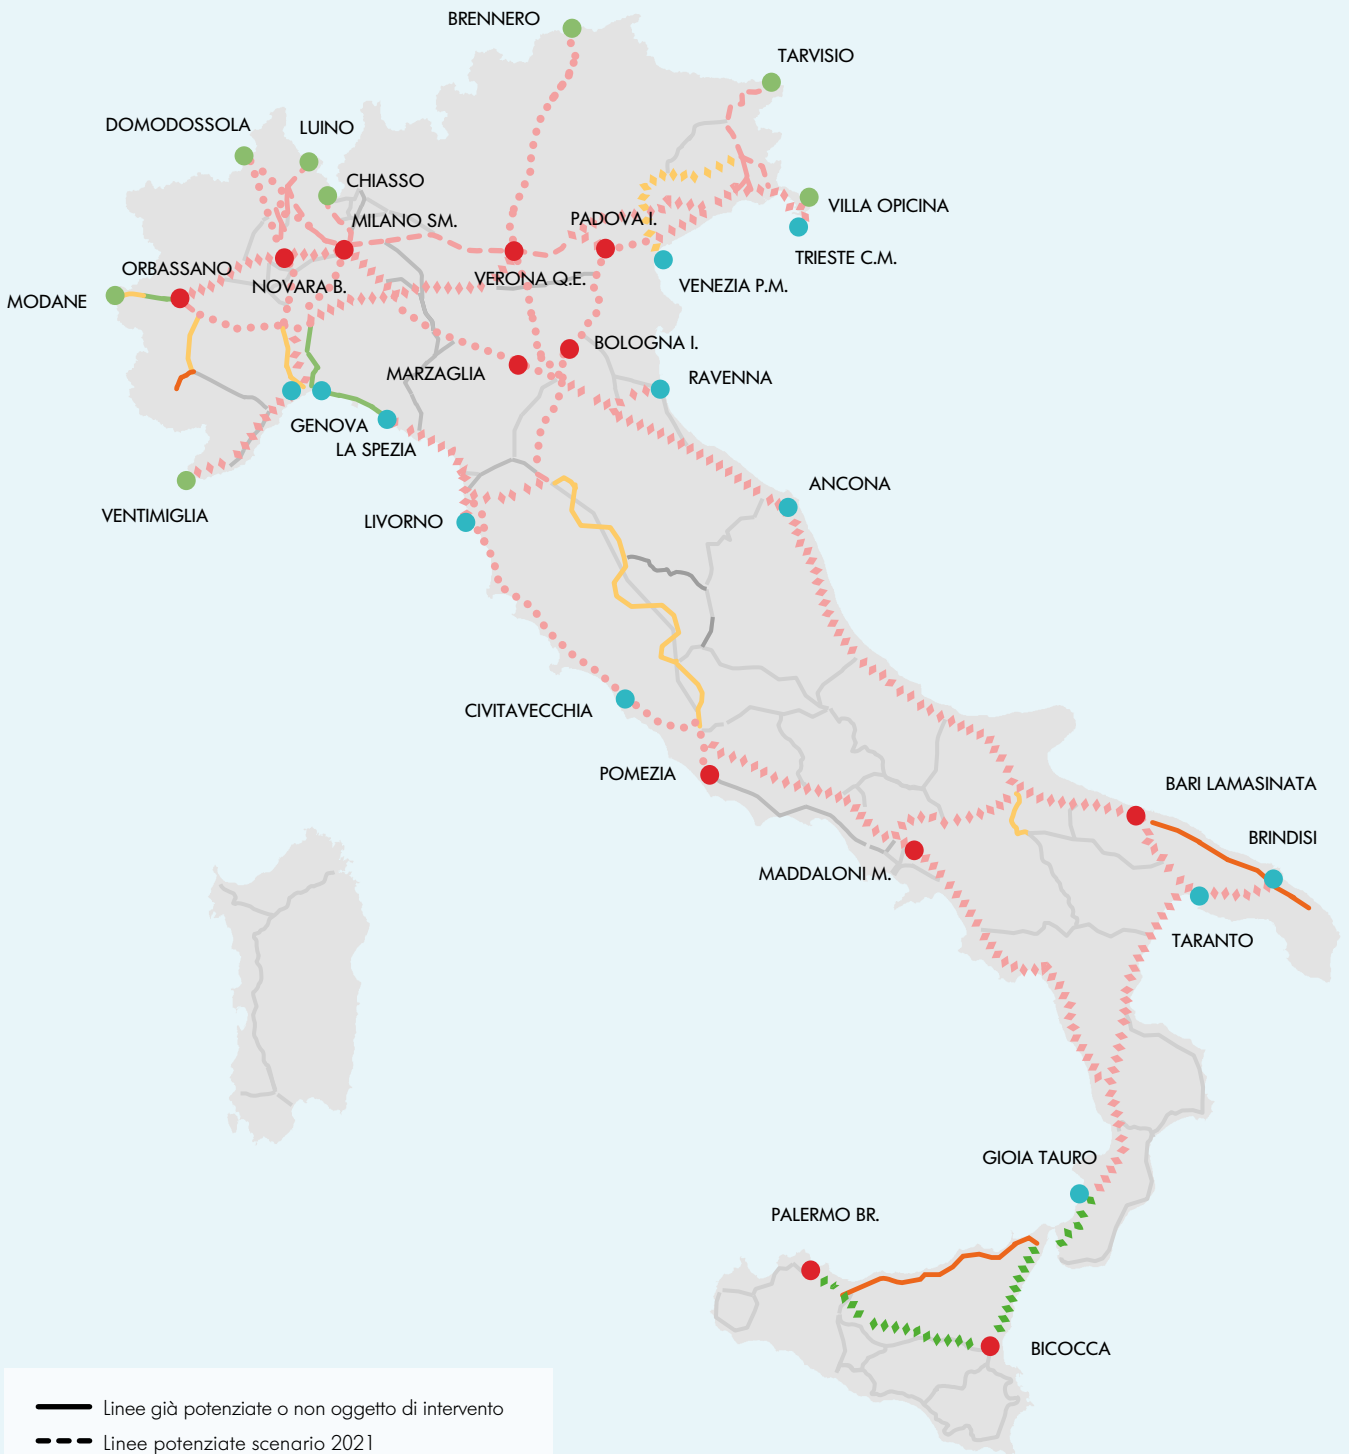 BRENNERO
TARVISIO
DOMODOSSOLA
LUINO
CHIASSO
MILANO SM.
PADOVA I.
VILLA OPICINA
TRIESTE C.M.
ORBASSANO
NOVARA B.
VERONA Q.E.
VENEZIA P.M.
MODANE
BOLOGNA I.
MARZAGLIA
RAVENNA
GENOVA
LA SPEZIA
VENTIMIGLIA
LIVORNO
ANCONA
CIVITAVECCHIA
POMEZIA
BARI LAMASINATA
BRINDISI
MADDALONI M.
TARANTO
GIOIA TAURO
PALERMO BR.
BICOCCA
Linee già potenziate o non oggetto di intervento
Linee potenziate scenario 2021